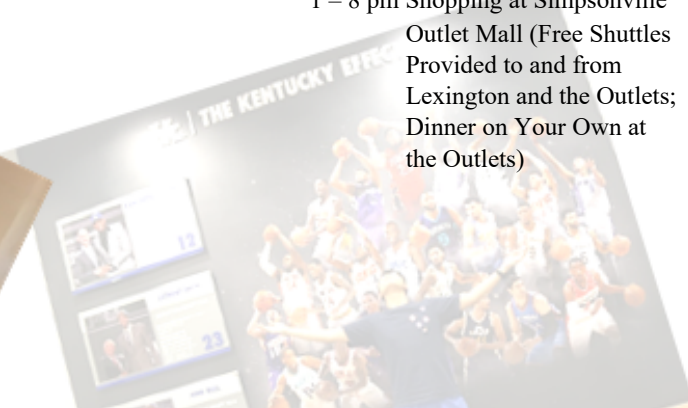 1 – 8 pm Shopping at Simpsonville
Outlet Mall (Free Shuttles
Provided to and from
Lexington and the Outlets;
Dinner on Your Own at
the Outlets)
THE KENTUCKY EFFEC
12
23